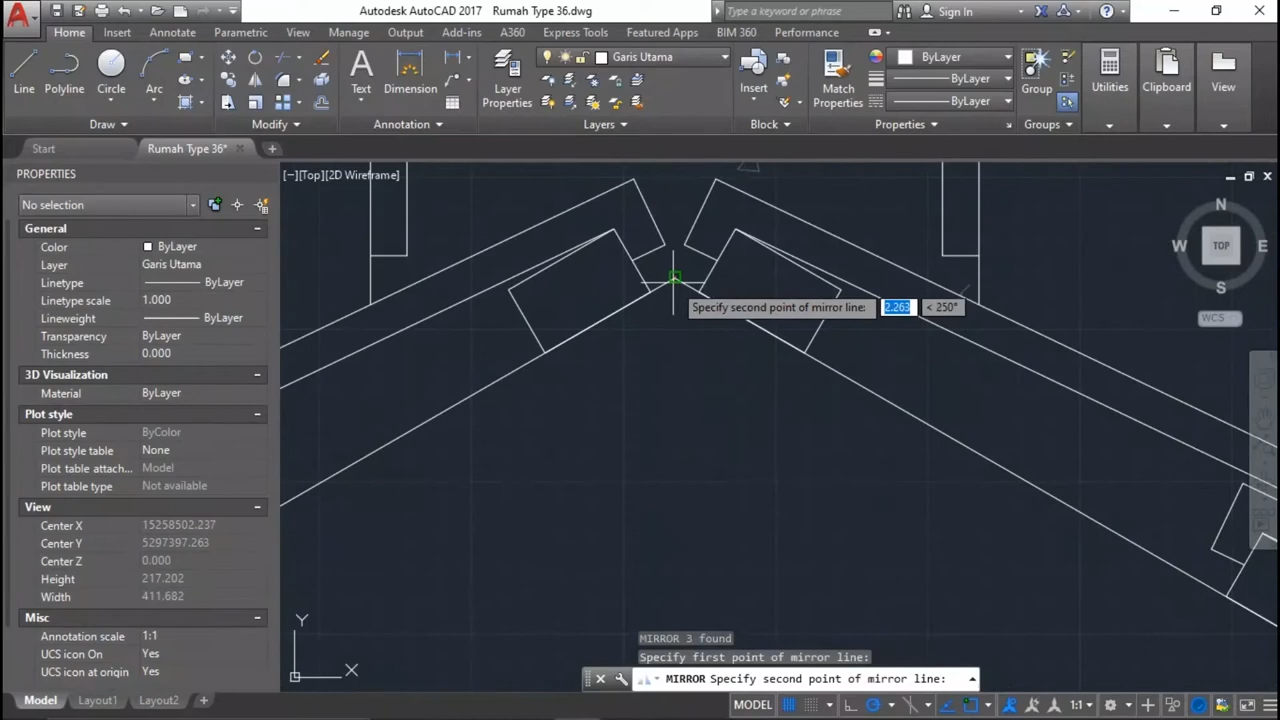 Autodesk AutoCAD 2017 Rumah Type 36.dwg
Type a keyword or phrase
Sign In
Home Insert Annotate Parametric View Manage Output Add-ins A360 Express Tools Featured Apps BIM 360 Performance
Line Polyline Circle Arc
Text Dimension
Layer Properties
Garis Utama
Insert
Match Properties
ByLayer
ByLayer
ByLayer
Group
Utilities
Clipboard
View
Draw Modify Annotation Layers Block Properties Groups
Start Rumah Type 36*
PROPERTIES
[−][Top][2D Wireframe]
No selection
General
Color ByLayer
Layer Garis Utama
Linetype ByLayer
Linetype scale 1.000
Lineweight ByLayer
Transparency ByLayer
Thickness 0.000
3D Visualization
Material ByLayer
Plot style
Plot style ByColor
Plot style table None
Plot table attach... Model
Plot table type Not available
View
Center X 15258502.237
Center Y 5297397.263
Center Z 0.000
Height 217.202
Width 411.682
Misc
Annotation scale 1:1
UCS icon On Yes
UCS icon at origin Yes
N
W TOP E
S
WCS
Specify second point of mirror line: 2.263 < 250°
Y
X
MIRROR 3 found
Specify first point of mirror line:
MIRROR Specify second point of mirror line:
Model Layout1 Layout2 +
MODEL 1:1